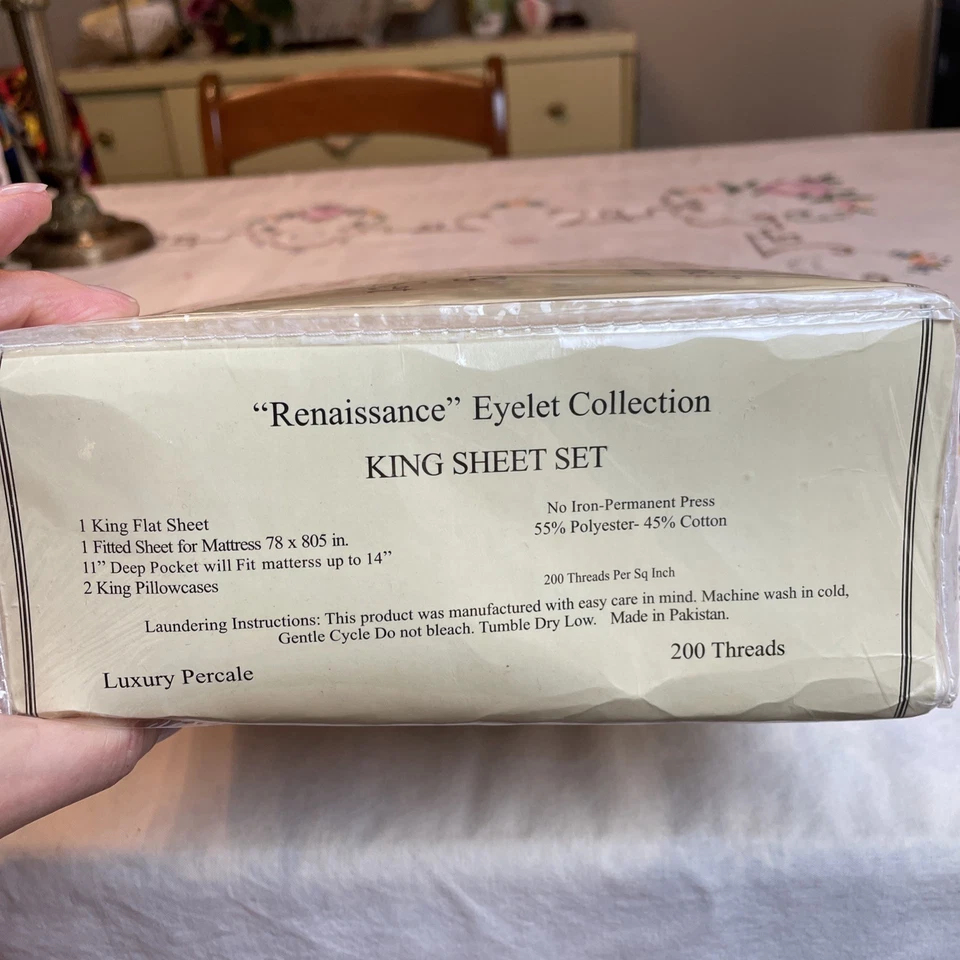 “Renaissance” Eyelet Collection
KING SHEET SET
1 King Flat Sheet
1 Fitted Sheet for Mattress 78 x 805 in.
11” Deep Pocket will Fit matterss up to 14”
2 King Pillowcases
No Iron-Permanent Press
55% Polyester- 45% Cotton
200 Threads Per Sq Inch
Laundering Instructions: This product was manufactured with easy care in mind. Machine wash in cold,
Gentle Cycle Do not bleach. Tumble Dry Low. Made in Pakistan.
Luxury Percale
200 Threads